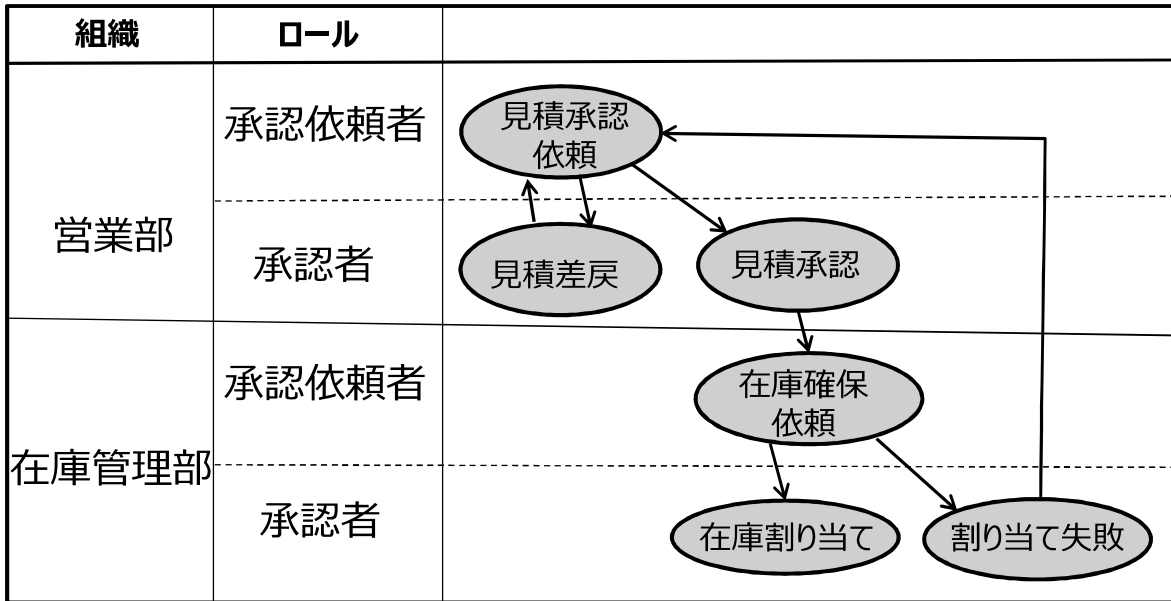 組織
ロール
営業部
承認依頼者
見積承認
依頼
承認者
見積差戻
見積承認
在庫管理部
承認依頼者
在庫確保
依頼
承認者
在庫割り当て
割り当て失敗